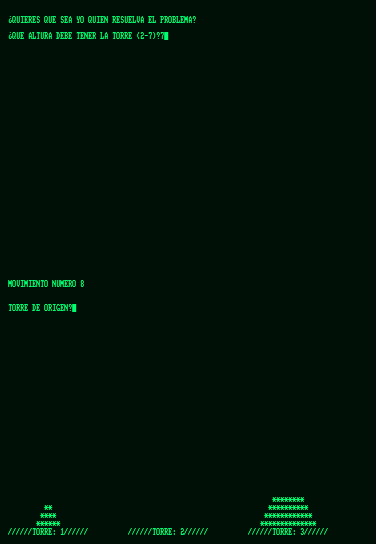 ¿QUIERES QUE SEA YO QUIEN RESUELVA EL PROBLEMA?
¿QUE ALTURA DEBE TENER LA TORRE (2-7)?7
MOVIMIENTO NUMERO 8
TORRE DE ORIGEN?
********
** **********
**** ************
****** **************
//////TORRE: 1////// //////TORRE: 2////// //////TORRE: 3//////